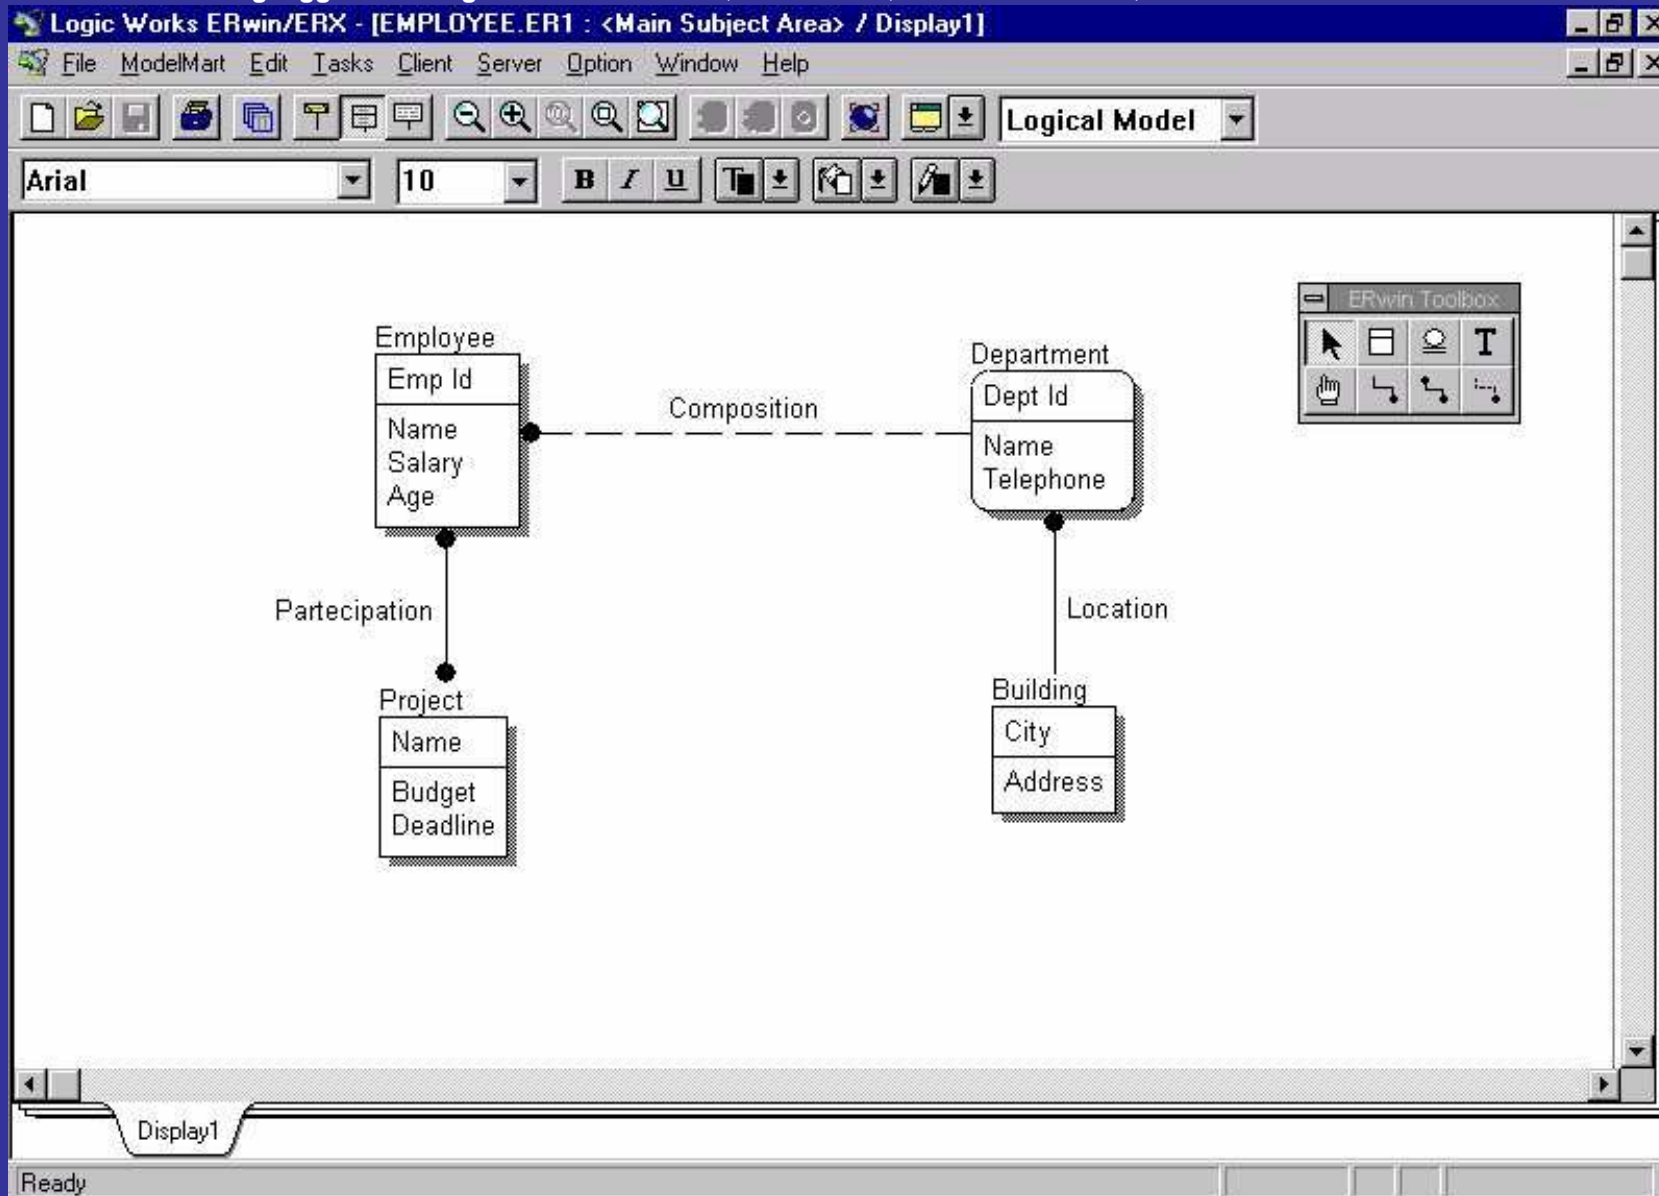 Logic Works ERwin/ERX - [EMPLOYEE.ER1 : <Main Subject Area> / Display1]
File ModelMart Edit Tasks Client Server Option Window Help
Logical Model
Arial 10 B I U T
ERwin Toolbox
T
Employee
Emp Id
Name
Salary
Age
Composition
Department
Dept Id
Name
Telephone
Partecipation
Location
Project
Name
Budget
Deadline
Building
City
Address
Display1
Ready